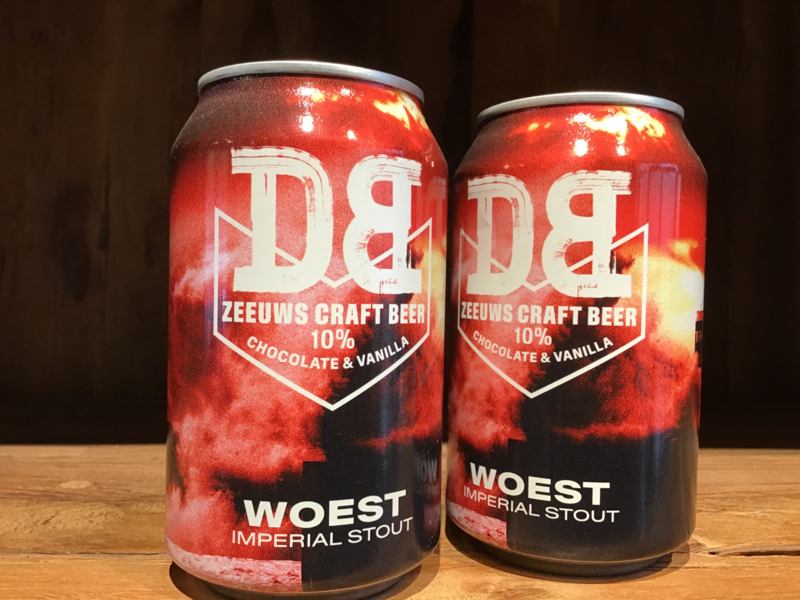 DB
ZEEUWS CRAFT BEER
10%
CHOCOLATE & VANILLA
WOEST
IMPERIAL STOUT
DB
ZEEUWS CRAFT BEER
10%
CHOCOLATE & VANILLA
WOEST
IMPERIAL STOUT